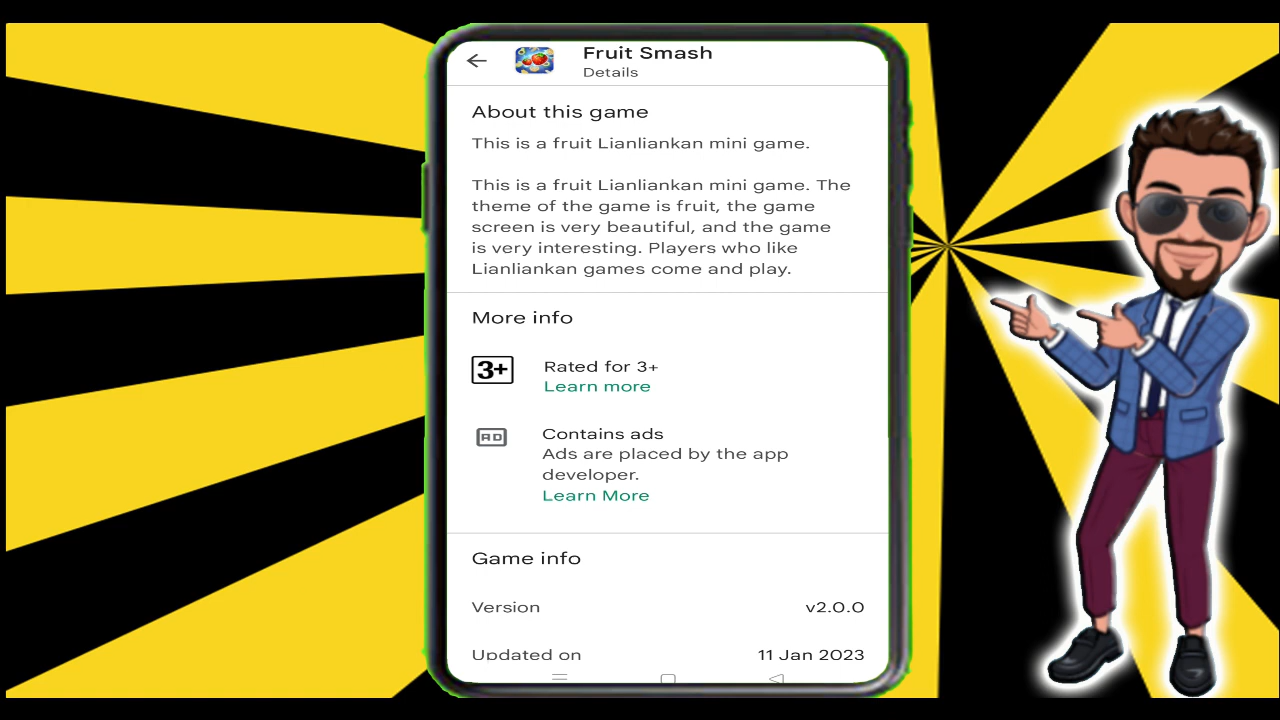 Fruit Smash
Details
About this game
This is a fruit Lianliankan mini game.
This is a fruit Lianliankan mini game. The
theme of the game is fruit, the game
screen is very beautiful, and the game
is very interesting. Players who like
Lianliankan games come and play.
More info
3+ Rated for 3+
Learn more
AD Contains ads
Ads are placed by the app
developer.
Learn More
Game info
Version v2.0.0
Updated on 11 Jan 2023